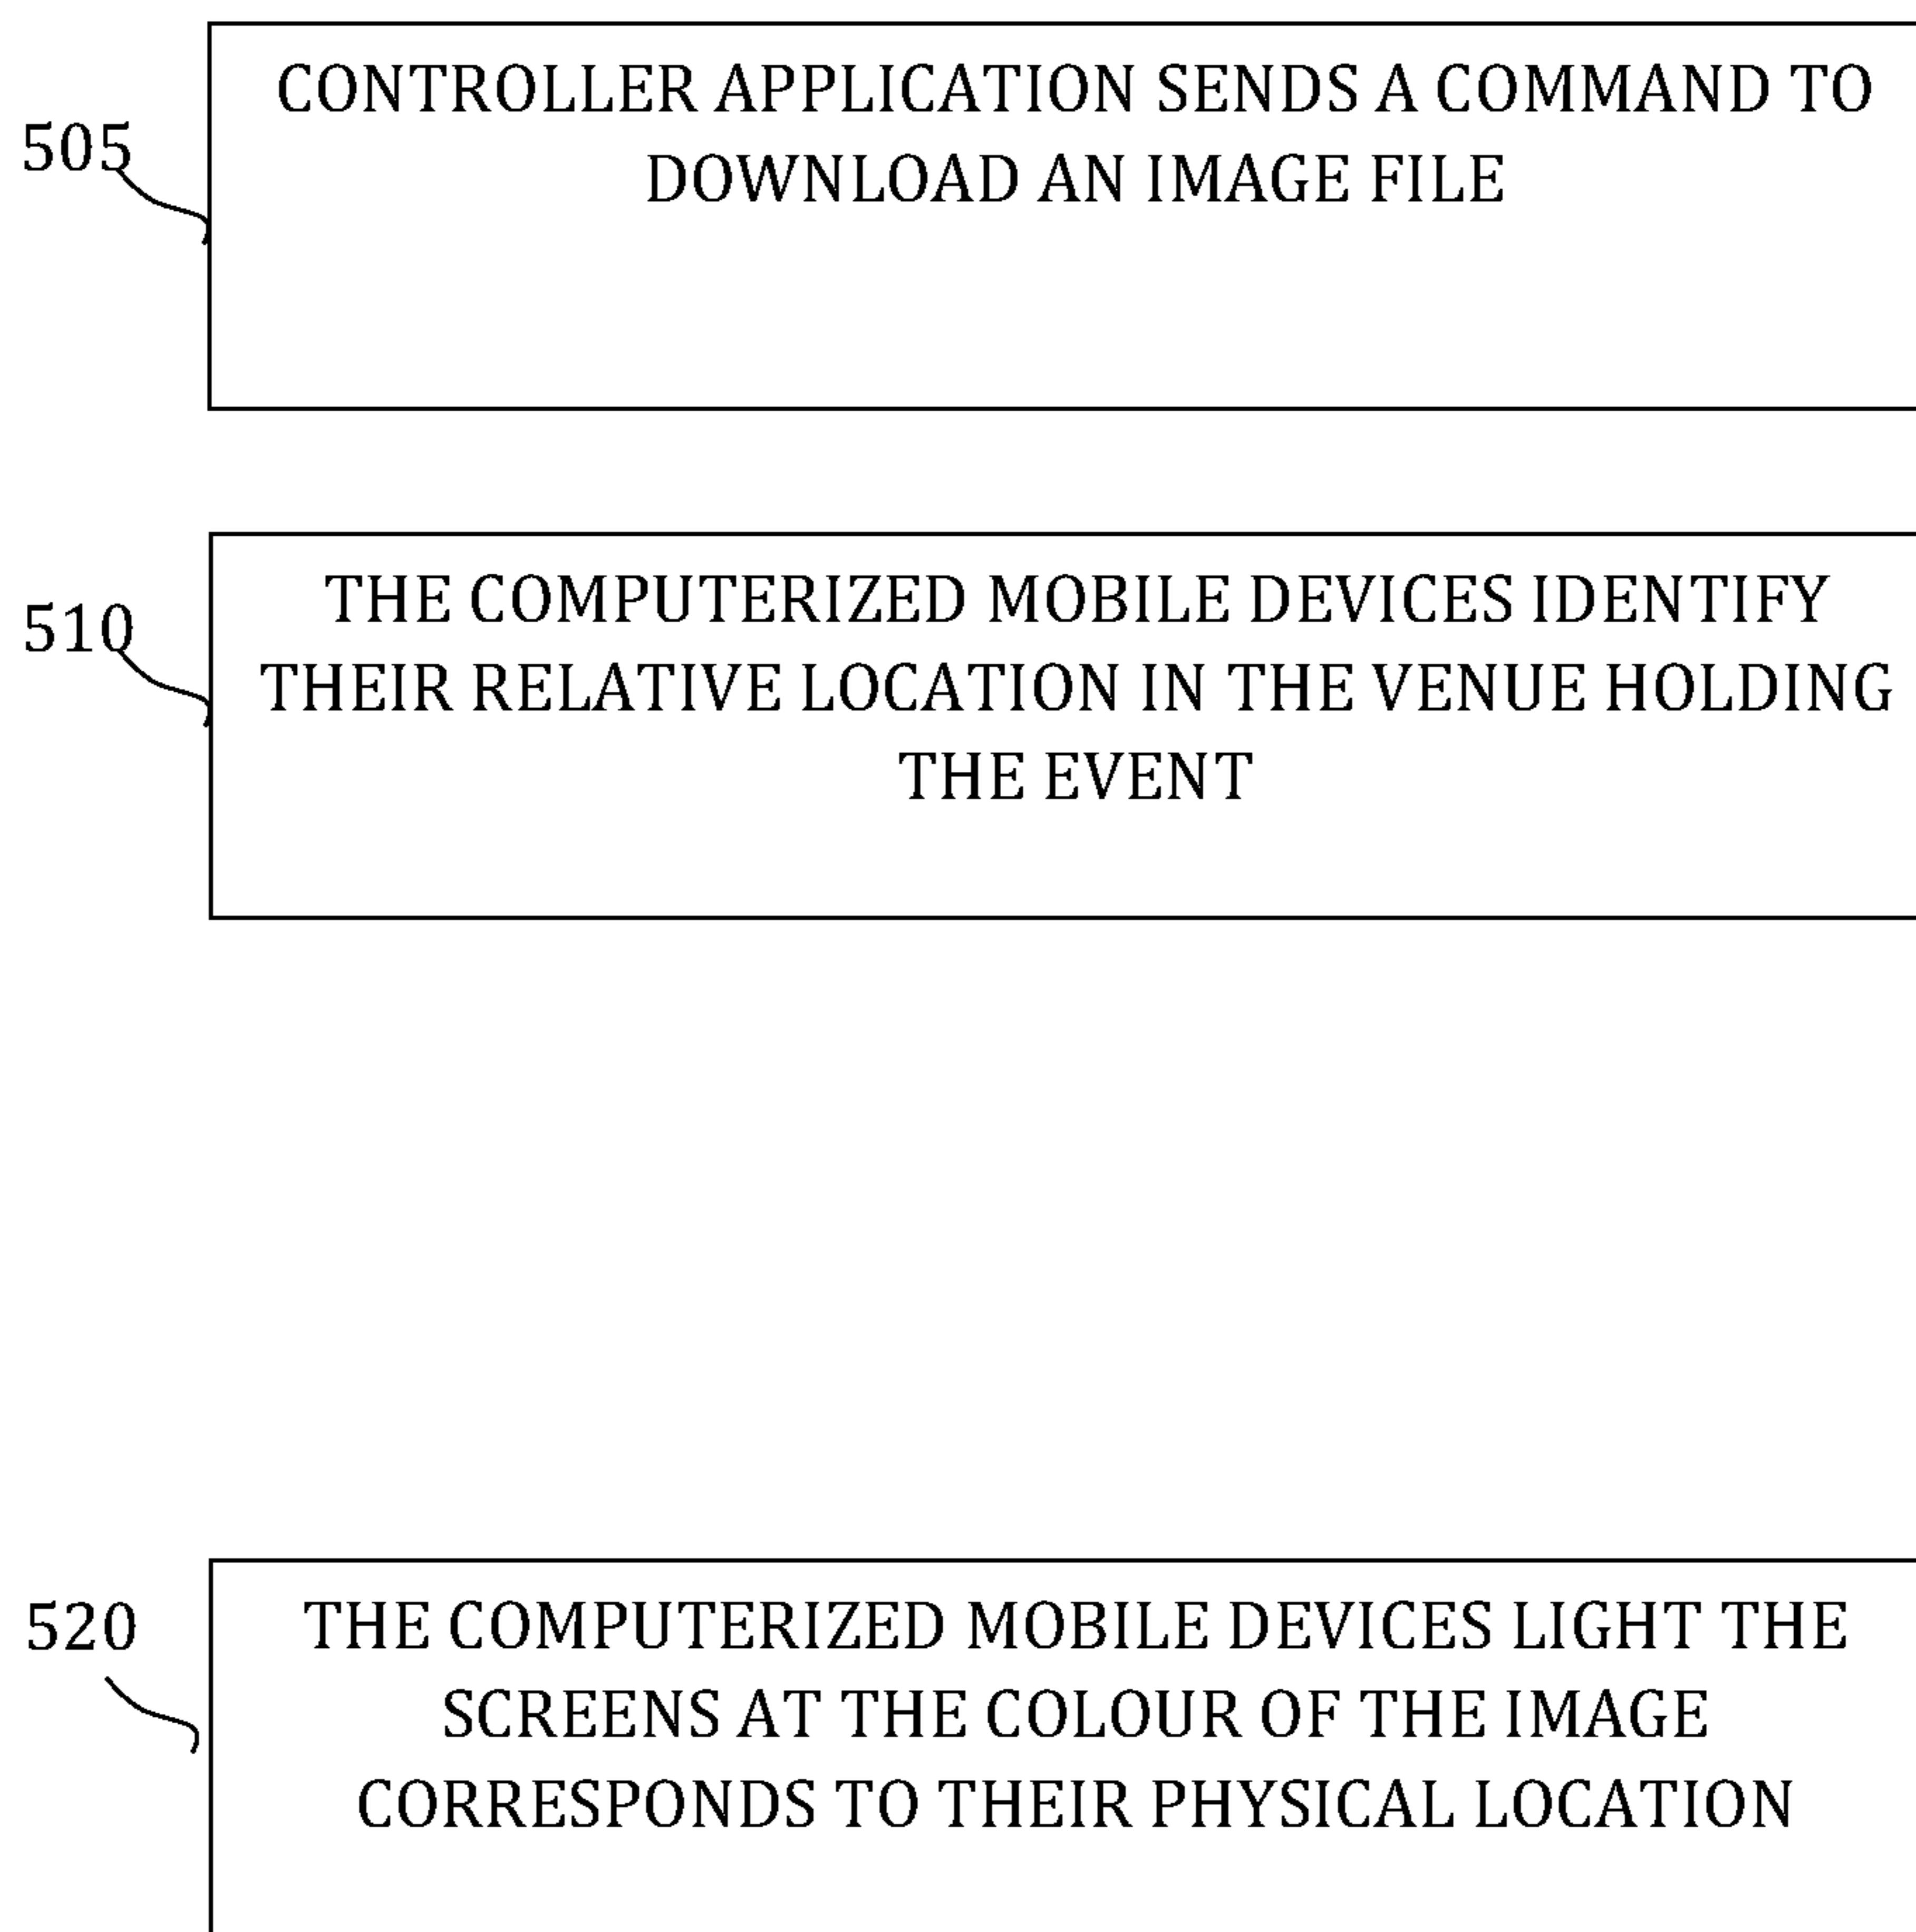 CONTROLLER APPLICATION SENDS A COMMAND TO
DOWNLOAD AN IMAGE FILE
505
THE COMPUTERIZED MOBILE DEVICES IDENTIFY
THEIR RELATIVE LOCATION IN THE VENUE HOLDING
THE EVENT
510
THE COMPUTERIZED MOBILE DEVICES LIGHT THE
SCREENS AT THE COLOUR OF THE IMAGE
CORRESPONDS TO THEIR PHYSICAL LOCATION
520